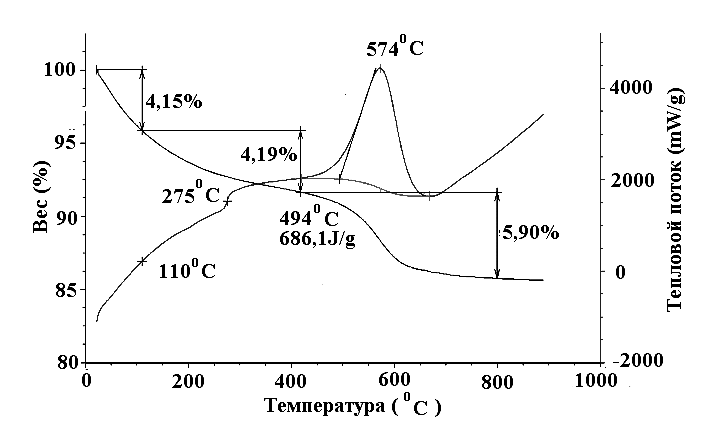 574⁰C
100
4,15%
4000
95
4,19%
275⁰C
2000
90
494⁰C
686,1J/g
5,90%
110⁰C
0
85
80
-2000
0
200
400
600
800
1000
Температура ( ⁰C )
Вес (%)
Тепловой поток (mW/g)